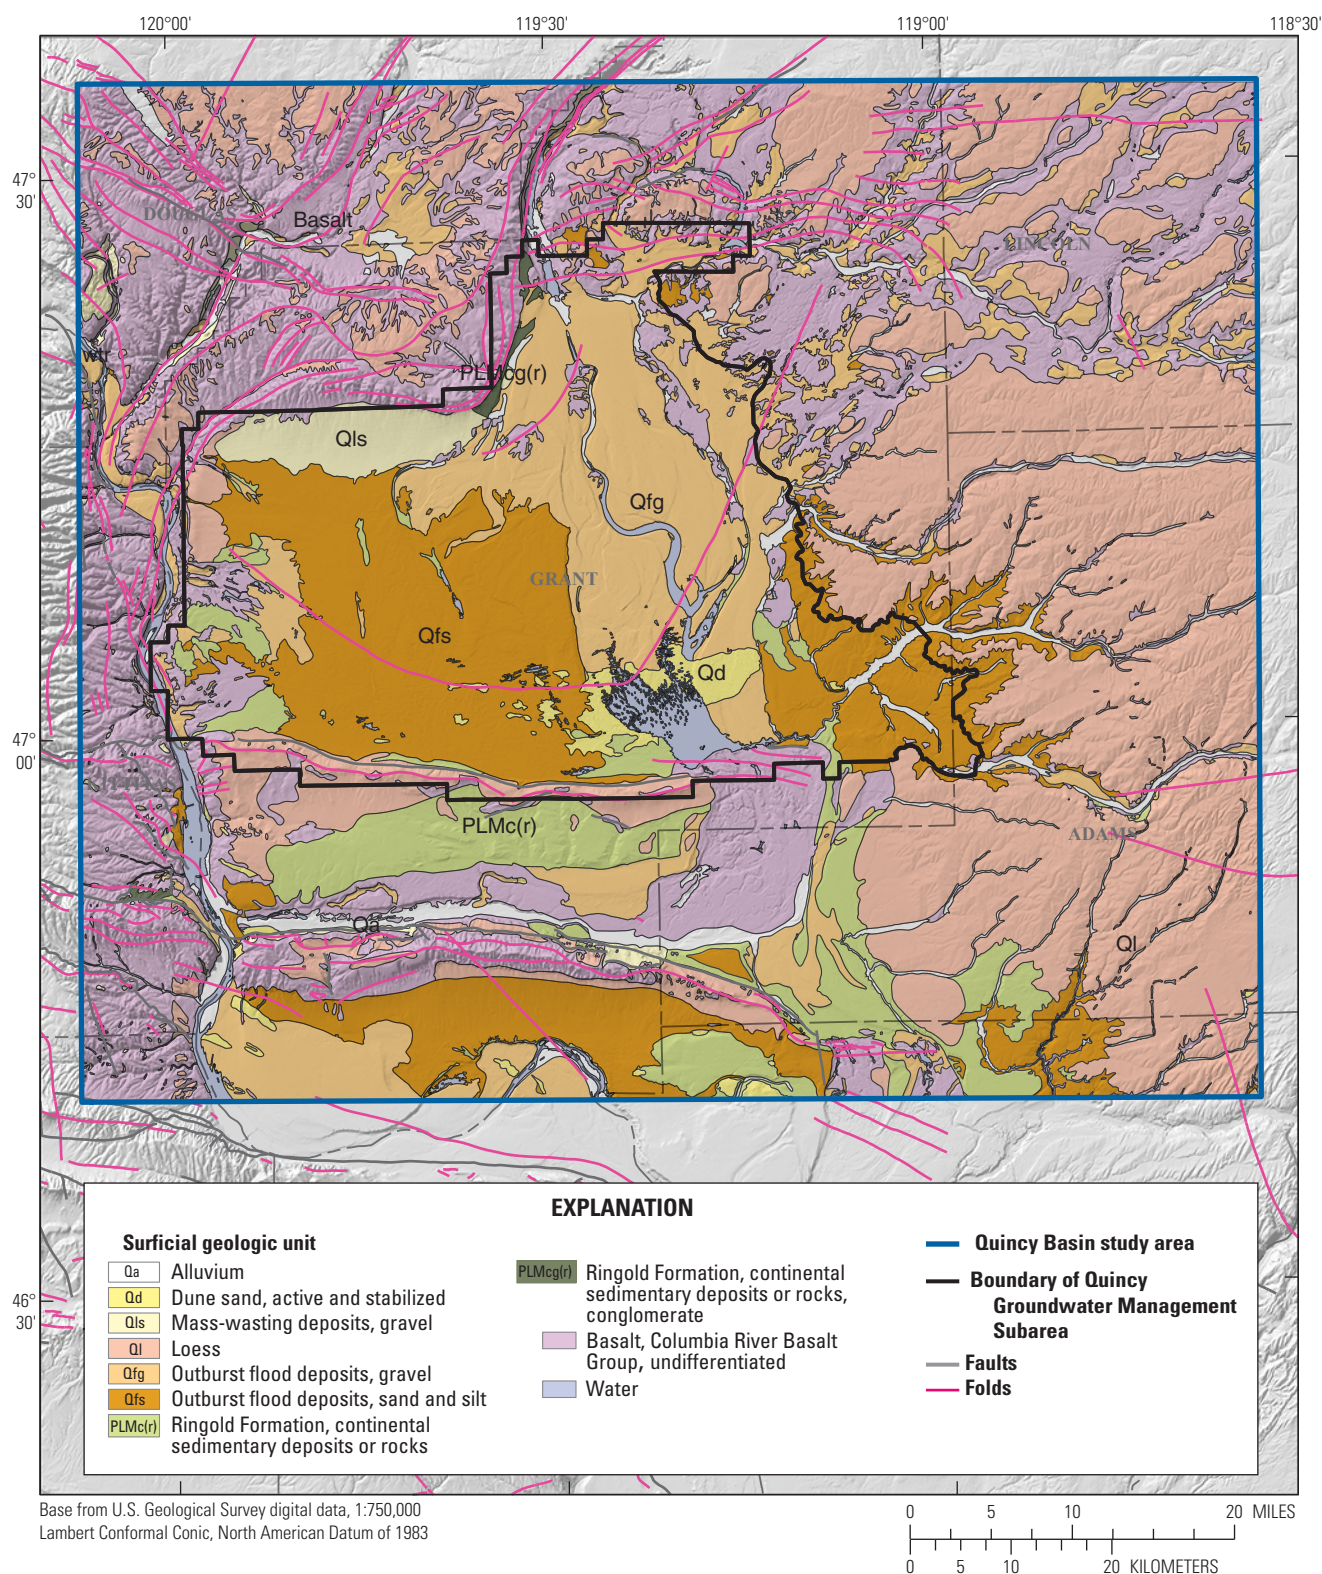 120°00'
119°30'
119°00'
118°30'
47°
30'
DOUGLAS
Basalt
LINCOLN
wtr
PLMcg(r)
Qls
Qfg
GRANT
Qfs
Qd
47°
00'
PLMc(r)
ADAMS
Qa
Ql
46°
30'
EXPLANATION
Surficial geologic unit
Qa Alluvium
Qd Dune sand, active and stabilized
Qls Mass-wasting deposits, gravel
Ql Loess
Qfg Outburst flood deposits, gravel
Qfs Outburst flood deposits, sand and silt
PLMc(r) Ringold Formation, continental
sedimentary deposits or rocks
PLMcg(r) Ringold Formation, continental
sedimentary deposits or rocks,
conglomerate
Basalt, Columbia River Basalt
Group, undifferentiated
Water
Quincy Basin study area
Boundary of Quincy
Groundwater Management
Subarea
Faults
Folds
Base from U.S. Geological Survey digital data, 1:750,000
Lambert Conformal Conic, North American Datum of 1983
0 5 10 20 MILES
0 5 10 20 KILOMETERS